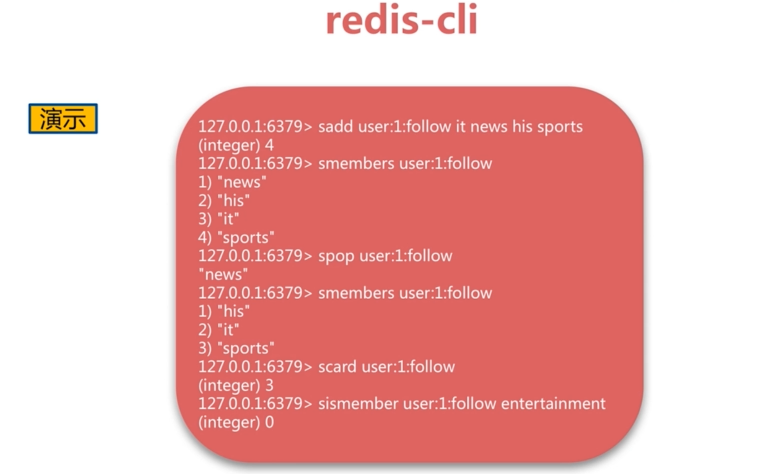 redis-cli
演示
127.0.0.1:6379> sadd user:1:follow it news his sports
(integer) 4
127.0.0.1:6379> smembers user:1:follow
1) "news"
2) "his"
3) "it"
4) "sports"
127.0.0.1:6379> spop user:1:follow
"news"
127.0.0.1:6379> smembers user:1:follow
1) "his"
2) "it"
3) "sports"
127.0.0.1:6379> scard user:1:follow
(integer) 3
127.0.0.1:6379> sismember user:1:follow entertainment
(integer) 0